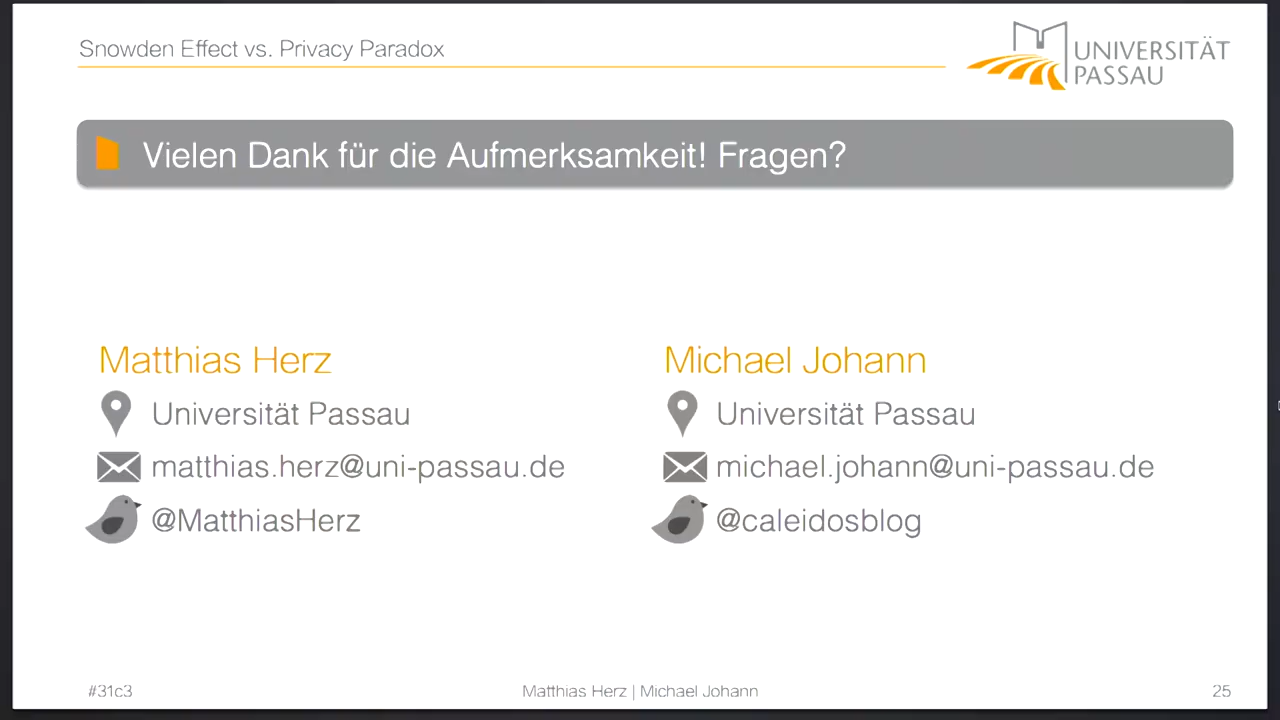 Snowden Effect vs. Privacy Paradox
UNIVERSITÄT
PASSAU
Vielen Dank für die Aufmerksamkeit! Fragen?
Matthias Herz
Universität Passau
matthias.herz@uni-passau.de
@MatthiasHerz
Michael Johann
Universität Passau
michael.johann@uni-passau.de
@caleidosblog
#31c3
Matthias Herz | Michael Johann
25